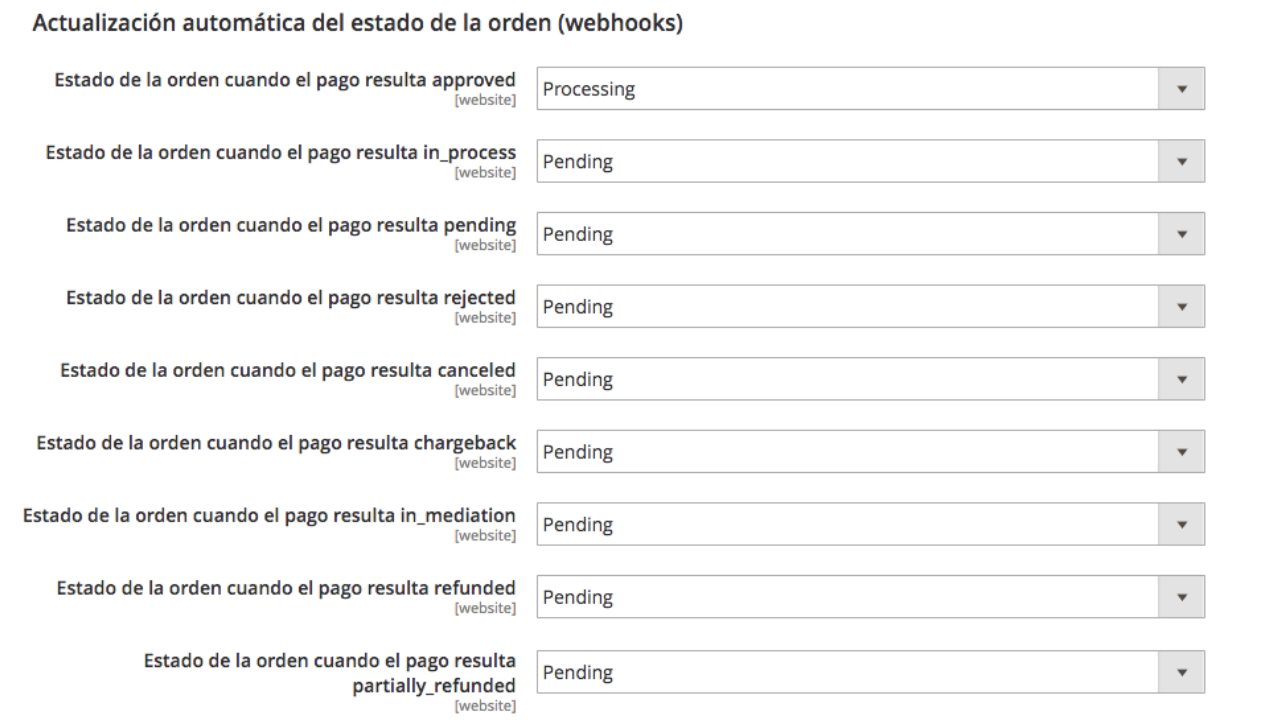 Actualización automática del estado de la orden (webhooks)
Estado de la orden cuando el pago resulta approved
[website]
Processing
Estado de la orden cuando el pago resulta in_process
[website]
Pending
Estado de la orden cuando el pago resulta pending
[website]
Pending
Estado de la orden cuando el pago resulta rejected
[website]
Pending
Estado de la orden cuando el pago resulta canceled
[website]
Pending
Estado de la orden cuando el pago resulta chargeback
[website]
Pending
Estado de la orden cuando el pago resulta in_mediation
[website]
Pending
Estado de la orden cuando el pago resulta refunded
[website]
Pending
Estado de la orden cuando el pago resulta
partially_refunded
[website]
Pending